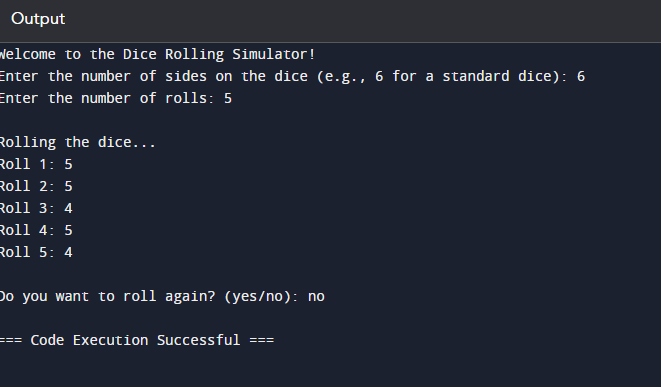 Output
Welcome to the Dice Rolling Simulator!
Enter the number of sides on the dice (e.g., 6 for a standard dice): 6
Enter the number of rolls: 5
Rolling the dice...
Roll 1: 5
Roll 2: 5
Roll 3: 4
Roll 4: 5
Roll 5: 4
Do you want to roll again? (yes/no): no
=== Code Execution Successful ===